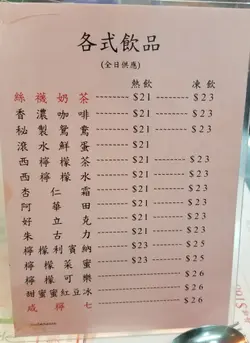 各式飲品
(全日供應)
熱飲 凍飲
絲襪奶茶 $21 $23
香濃咖啡 $21 $23
秘製鴛鴦 $21 $23
滾水鮮蛋 $21
西檸檬茶 $21 $23
西檸檬水 $21 $23
杏仁霜 $21 $23
阿華田 $21 $23
好立克 $21 $23
朱古力 $21 $23
檸檬利賓納 $23 $25
檸檬菜蜜 $23 $25
檸檬可樂 $26
甜蜜蜜紅豆冰 $26
咸檸七 $26